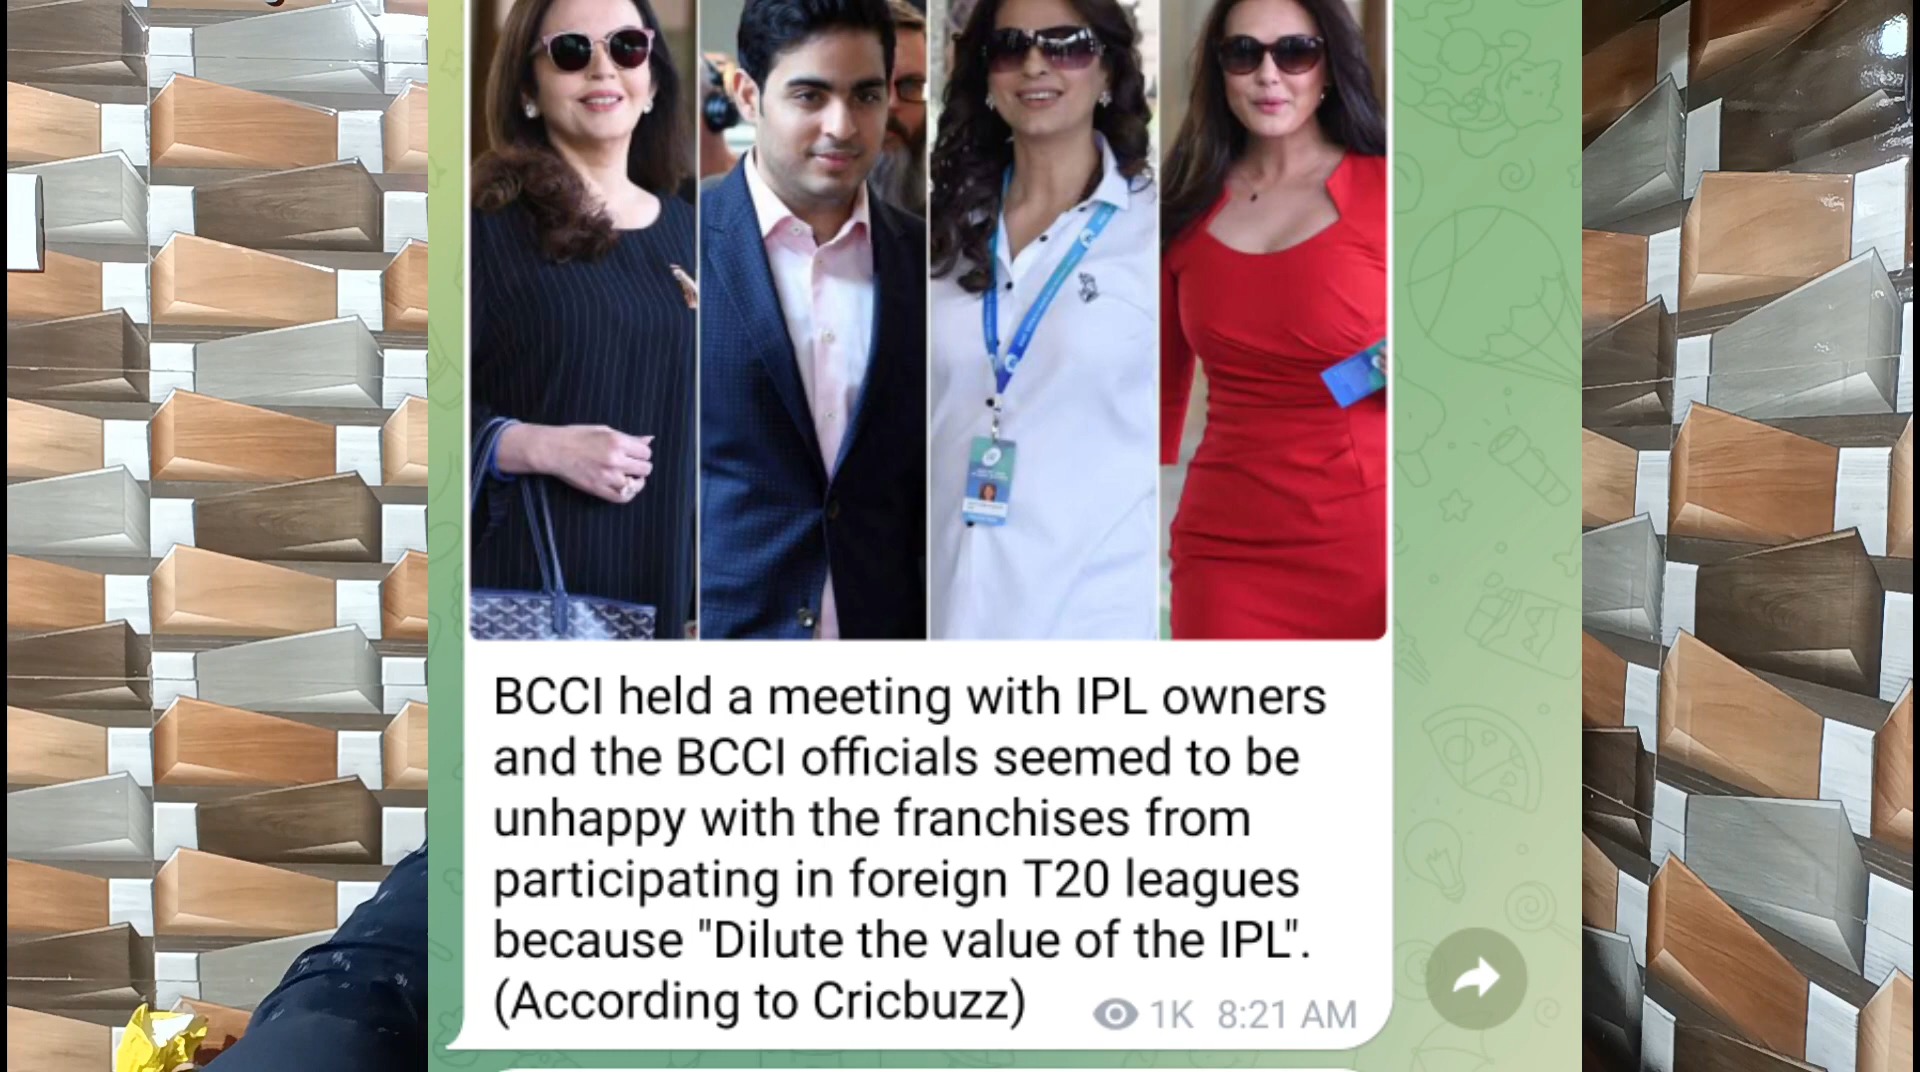 BCCI held a meeting with IPL owners
and the BCCI officials seemed to be
unhappy with the franchises from
participating in foreign T20 leagues
because "Dilute the value of the IPL".
(According to Cricbuzz) 1K 8:21 AM